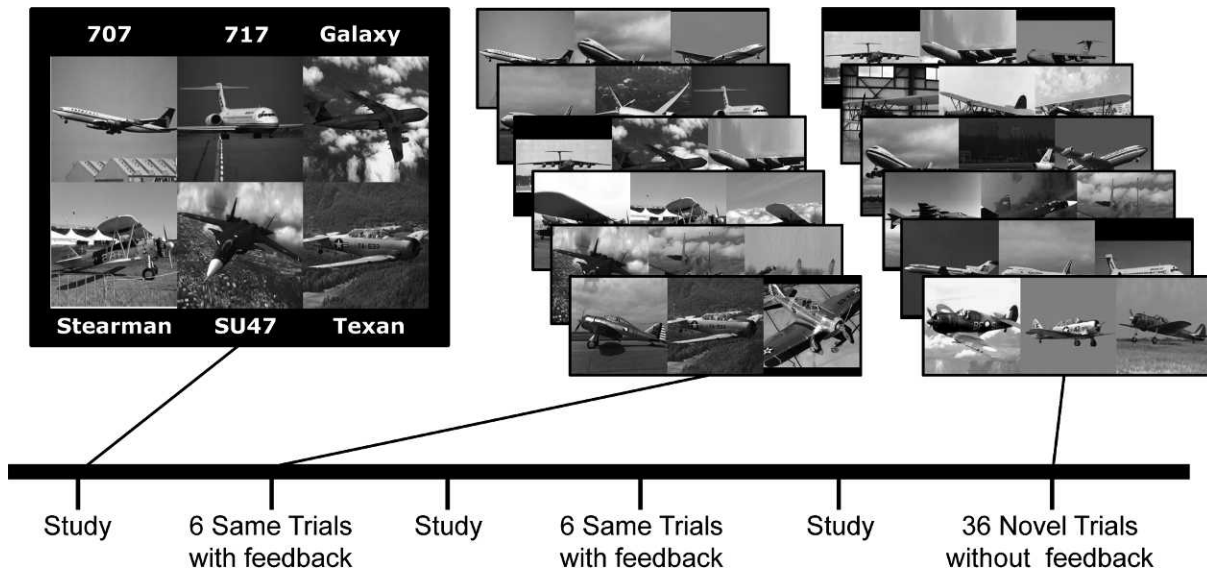 707 717 Galaxy
Stearman SU47 Texan
Study 6 Same Trials Study 6 Same Trials Study 36 Novel Trials
with feedback with feedback without feedback